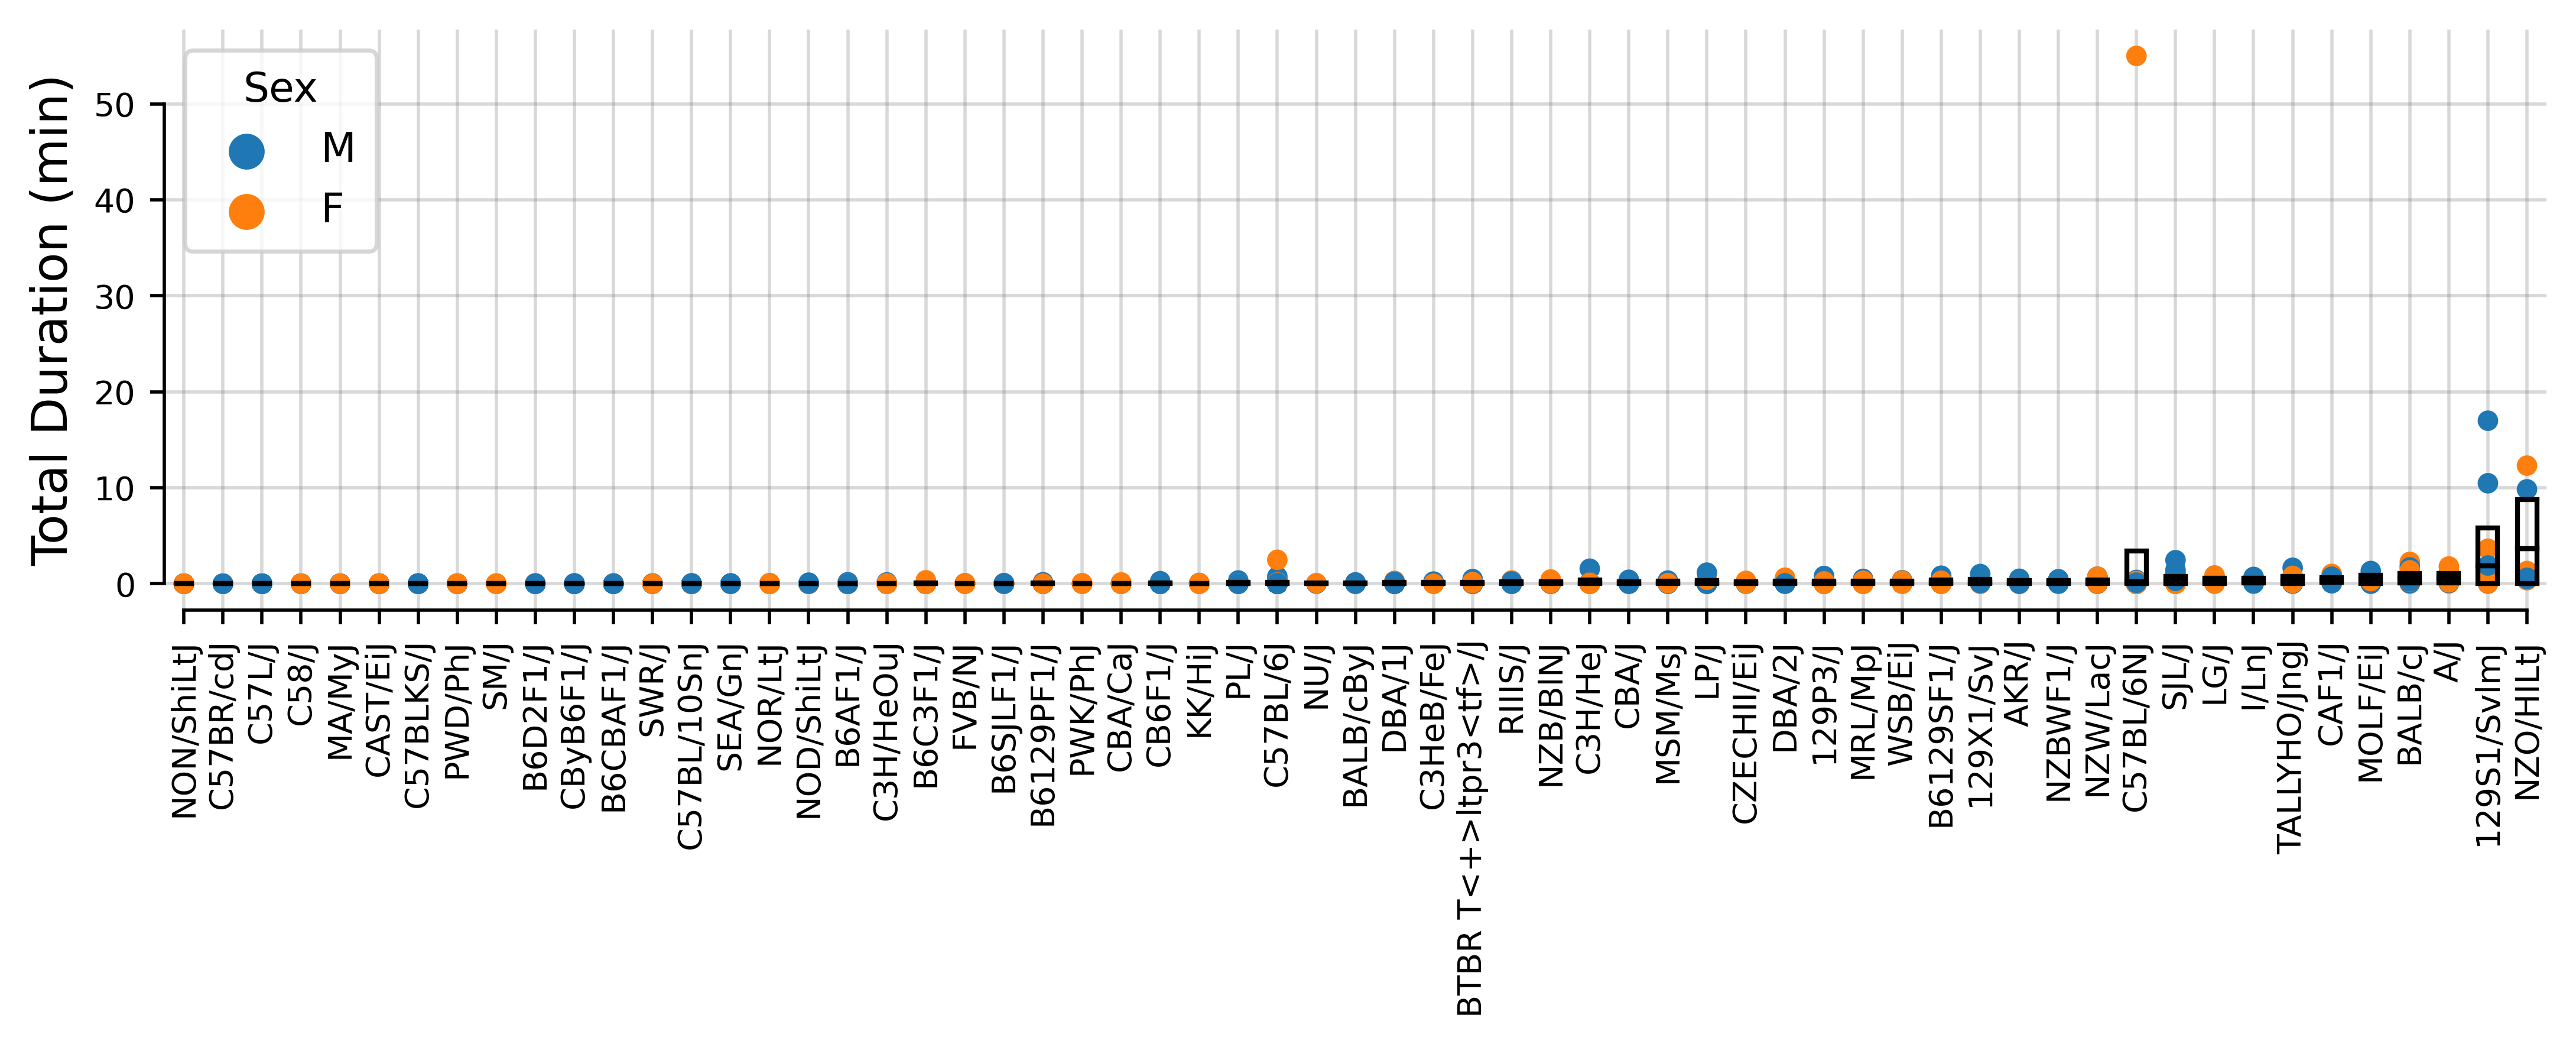 Total Duration (min)
50
40
30
20
10
0
Sex
M
F
NON/ShiLtJ
C57BR/cdJ
C57L/J
C58/J
MA/MyJ
CAST/EiJ
C57BLKS/J
PWD/PhJ
SM/J
B6D2F1/J
CByB6F1/J
B6CBAF1/J
SWR/J
C57BL/10SnJ
SEA/GnJ
NOR/LtJ
NOD/ShiLtJ
B6AF1/J
C3H/HeOuJ
B6C3F1/J
FVB/NJ
B6SJLF1/J
B6129PF1/J
PWK/PhJ
CBA/CaJ
CB6F1/J
KK/HiJ
PL/J
C57BL/6J
NU/J
BALB/cByJ
DBA/1J
C3HeB/FeJ
BTBR T<+>Itpr3<tf>/J
RIIIS/J
NZB/BlNJ
C3H/HeJ
CBA/J
MSM/MsJ
LP/J
CZECHII/EiJ
DBA/2J
129P3/J
MRL/MpJ
WSB/EiJ
B6129SF1/J
129X1/SvJ
AKR/J
NZBWF1/J
NZW/LacJ
C57BL/6NJ
SJL/J
LG/J
I/LnJ
TALLYHO/JngJ
CAF1/J
MOLF/EiJ
BALB/cJ
A/J
129S1/SvImJ
NZO/HILtJ